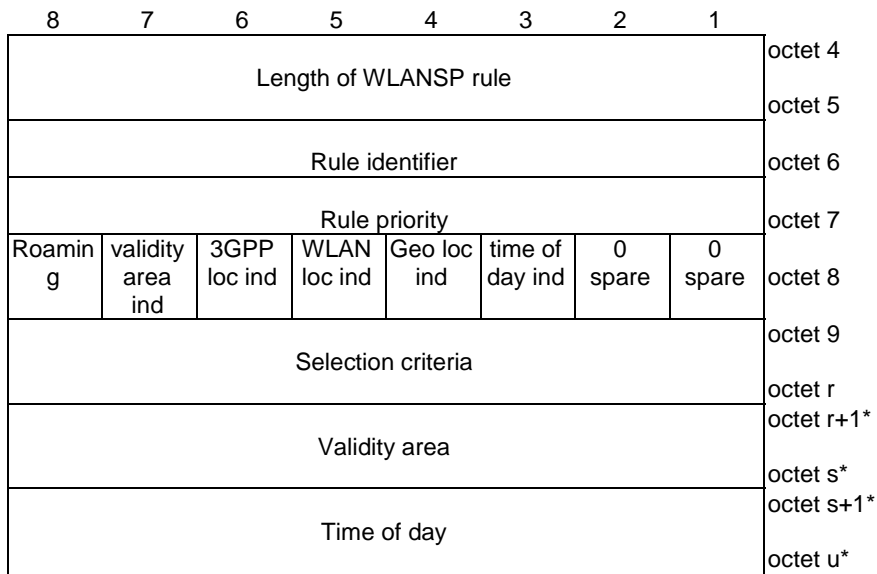 8 7 6 5 4 3 2 1
octet 4
Length of WLANSP rule
octet 5
Rule identifier octet 6
Rule priority octet 7
Roamin validity 3GPP WLAN Geo loc time of 0 0
g area loc ind loc ind ind day ind spare spare octet 8
ind
octet 9
Selection criteria
octet r
octet r+1*
Validity area
octet s*
octet s+1*
Time of day
octet u*